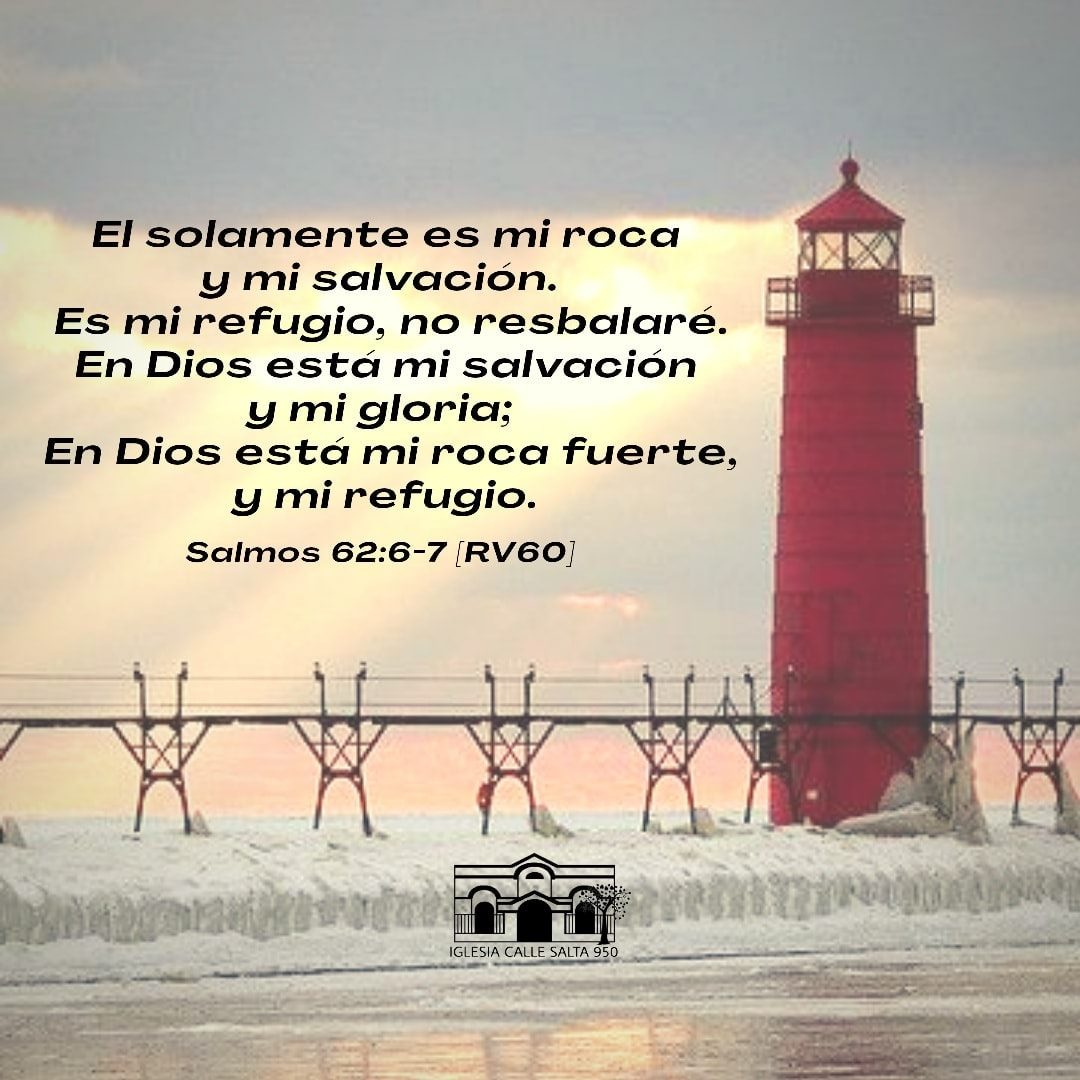 El solamente es mi roca
y mi salvación.
Es mi refugio, no resbalaré.
En Dios está mi salvación
y mi gloria;
En Dios está mi roca fuerte,
y mi refugio.
Salmos 62:6-7 [RV60]
IGLESIA CALLE SALTA 950